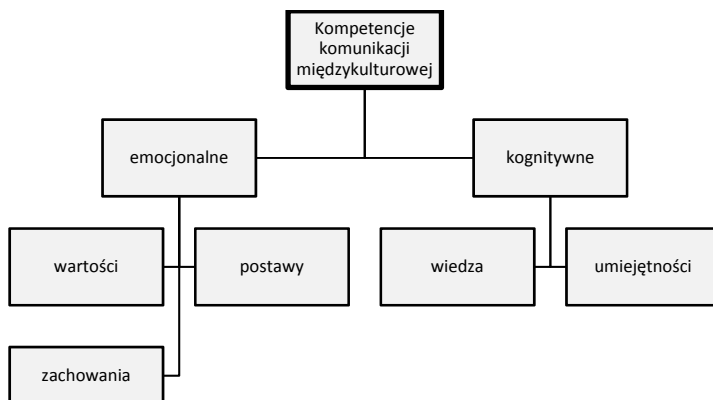 Kompetencje
komunikacji
międzykulturowej
emocjonalne
kognitywne
wartości
postawy
wiedza
umiejętności
zachowania